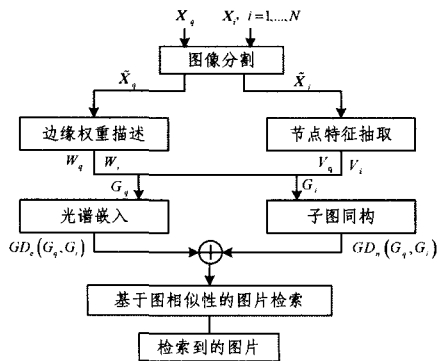 X_q X_i, i=1,...,N
图像分割
X̃_q X̃_i
边缘权重描述 节点特征抽取
W_q W_i V_q V_i
G_q G_i
光谱嵌入 子图同构
GD_e(G_q,G_i) GD_n(G_q,G_i)
基于图相似性的图片检索
检索到的图片